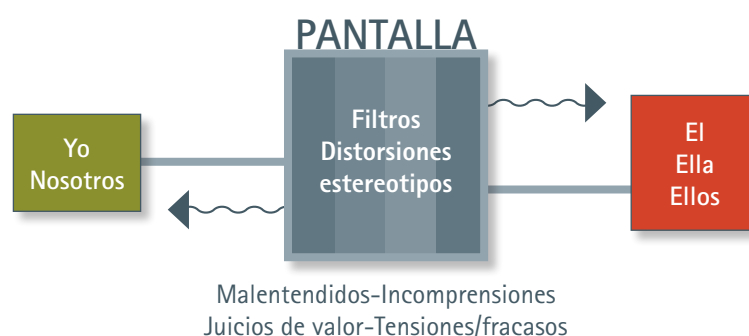 PANTALLA
Yo
Nosotros
Filtros
Distorsiones
estereotipos
El
Ella
Ellos
Malentendidos-Incomprensiones
Juicios de valor-Tensiones/fracasos